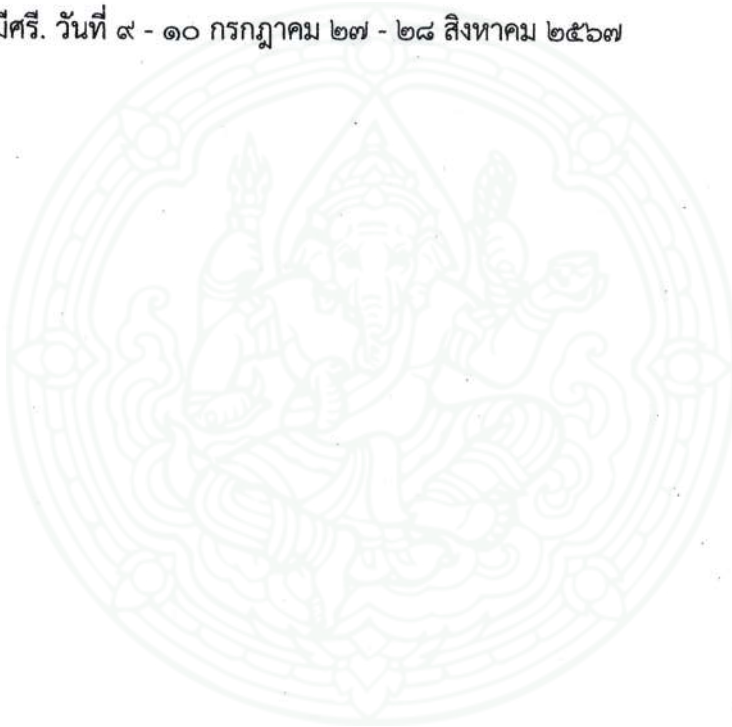 มีศรี. วันที่ ๙ - ๑๐ กรกฎาคม ๒๗ - ๒๘ สิงหาคม ๒๕๖๗